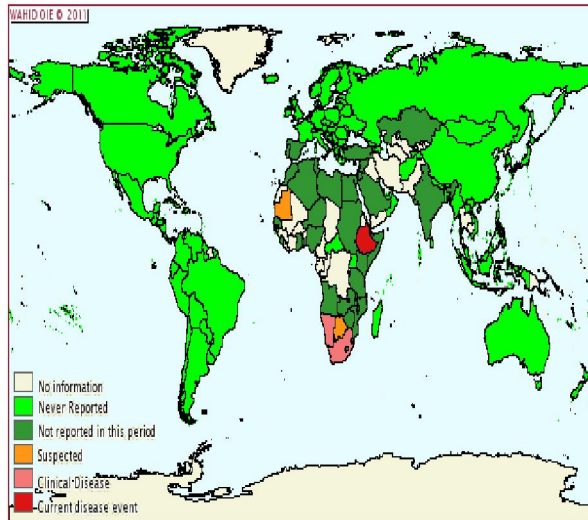 WAHID-OIE © 2011
No information
Never Reported
Not reported in this period
Suspected
Clinical Disease
Current disease event